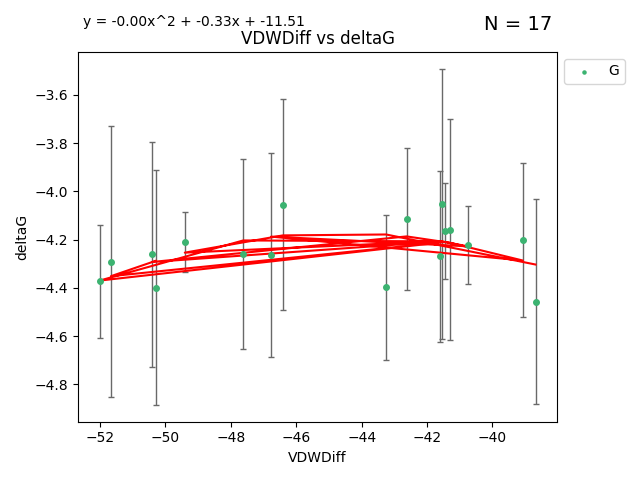 y = -0.00x^2 + -0.33x + -11.51
N = 17
VDWDiff vs deltaG
G
deltaG
−3.6
−3.8
−4.0
−4.2
−4.4
−4.6
−4.8
−52
−50
−48
−46
−44
−42
−40
VDWDiff